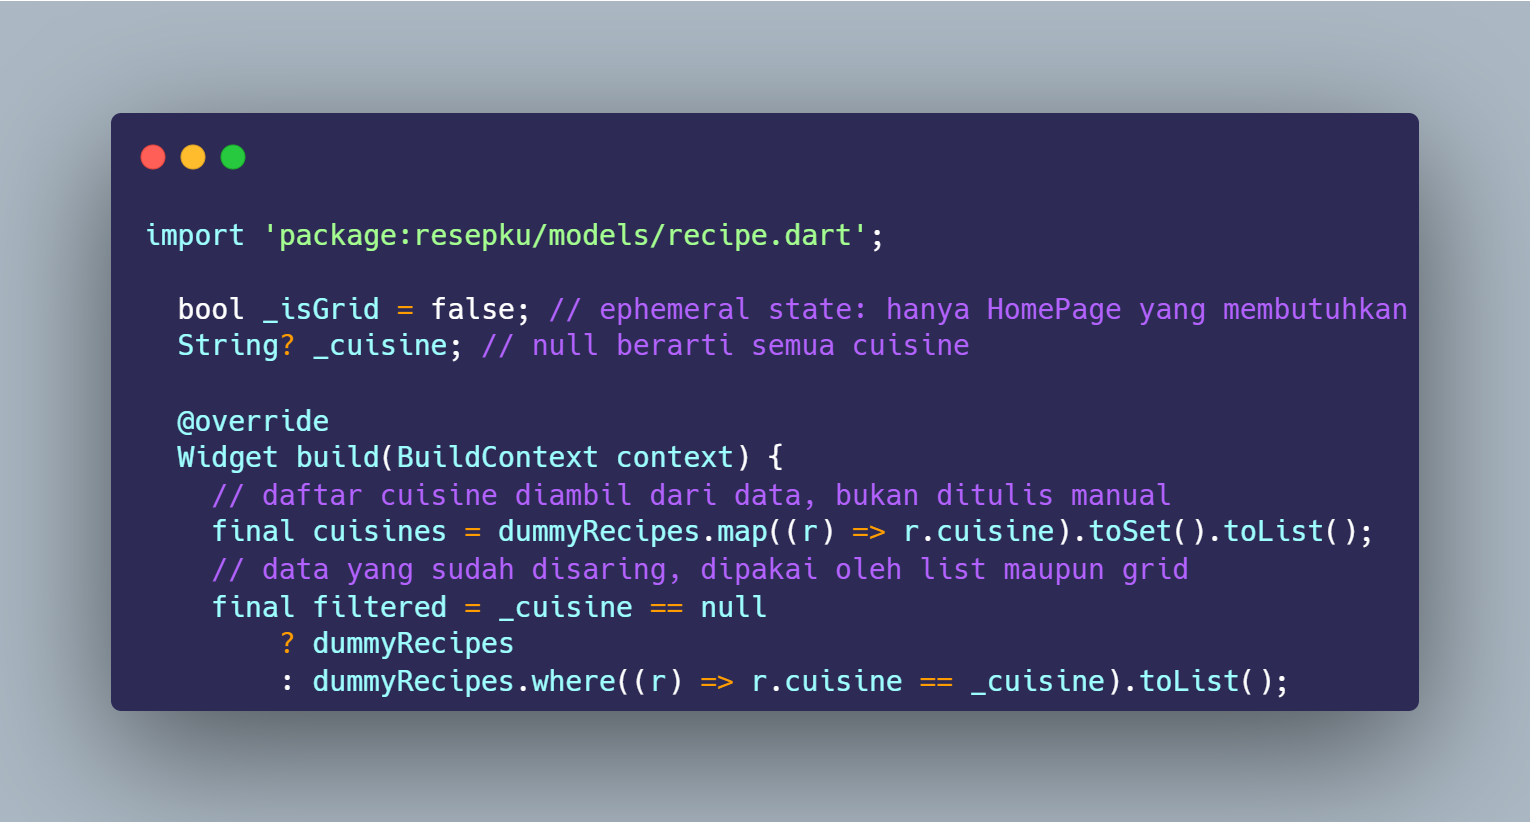 import 'package:resepku/models/recipe.dart';

  bool _isGrid = false; // ephemeral state: hanya HomePage yang membutuhkan
  String? _cuisine; // null berarti semua cuisine

  @override
  Widget build(BuildContext context) {
    // daftar cuisine diambil dari data, bukan ditulis manual
    final cuisines = dummyRecipes.map((r) => r.cuisine).toSet().toList();
    // data yang sudah disaring, dipakai oleh list maupun grid
    final filtered = _cuisine == null
        ? dummyRecipes
        : dummyRecipes.where((r) => r.cuisine == _cuisine).toList();